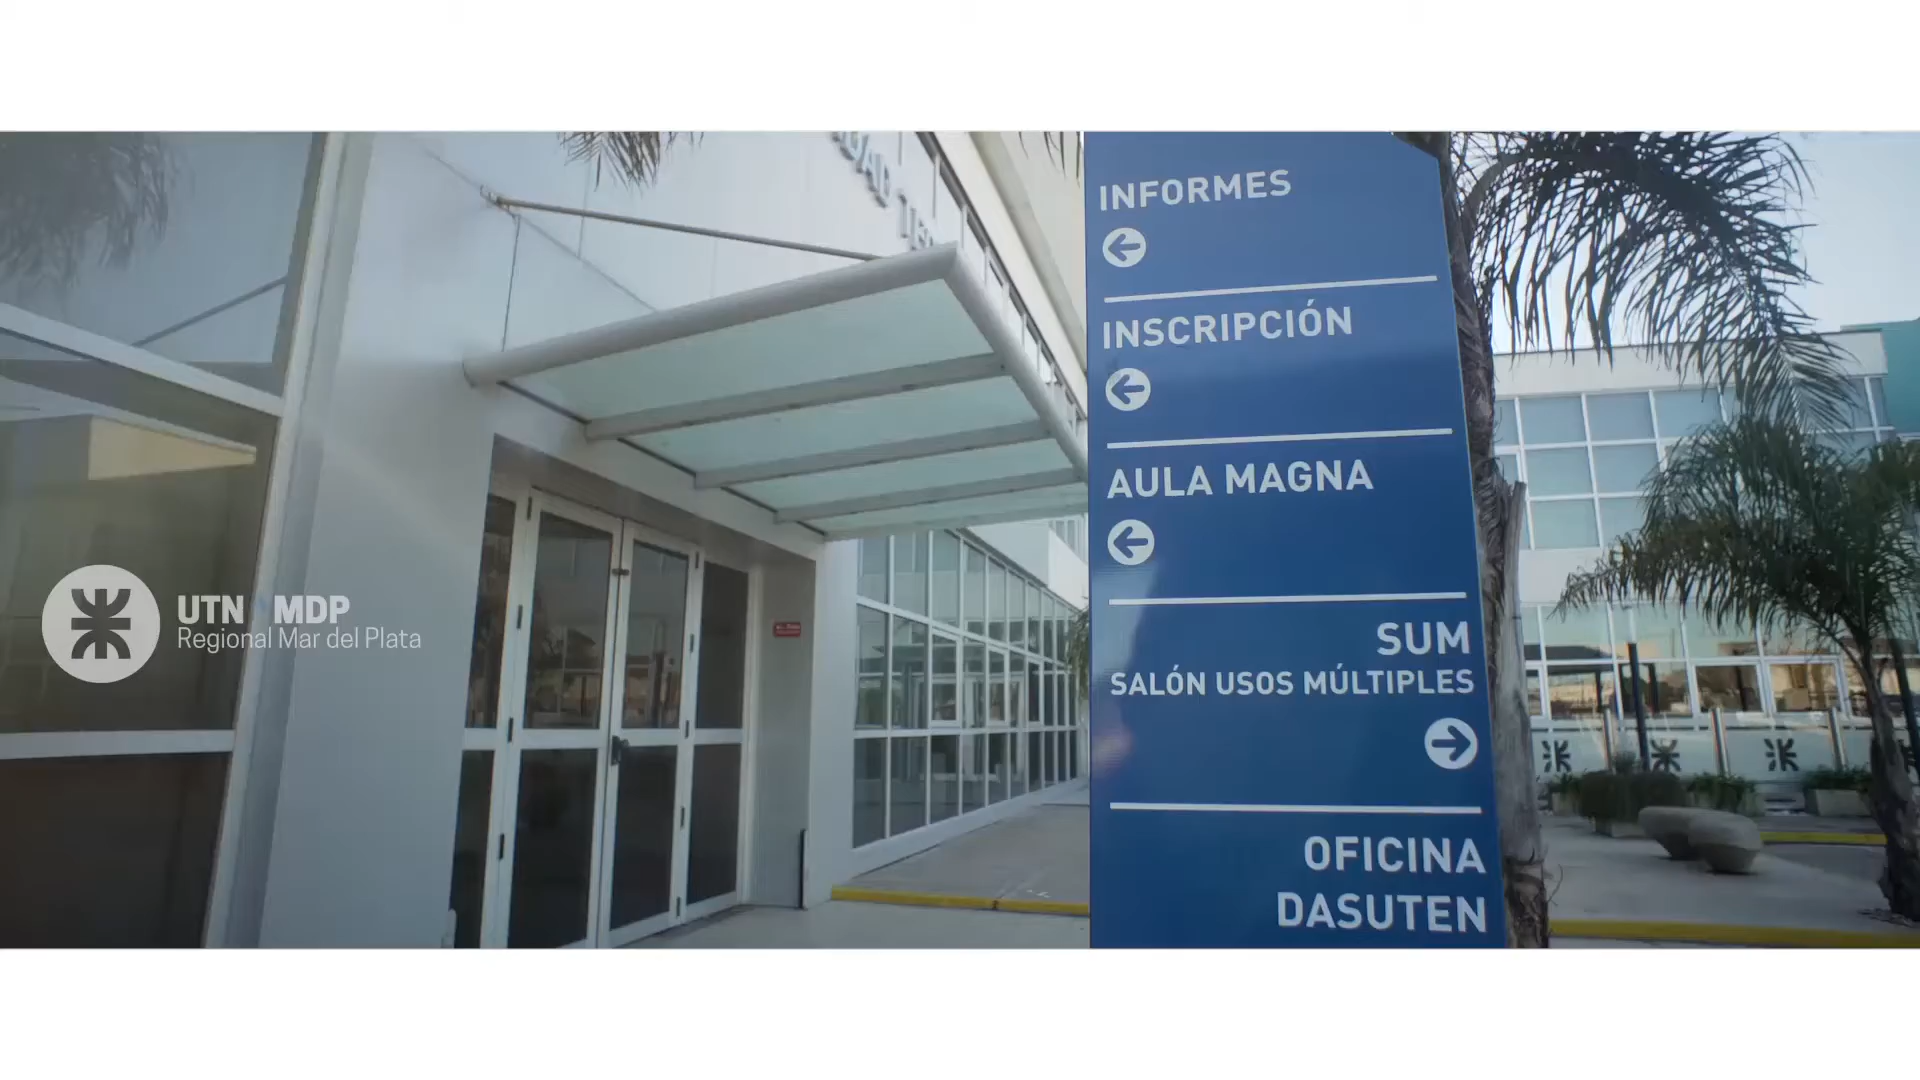 UTN MDP
Regional Mar del Plata
INFORMES
INSCRIPCIÓN
AULA MAGNA
SUM
SALÓN USOS MÚLTIPLES
OFICINA
DASUTEN